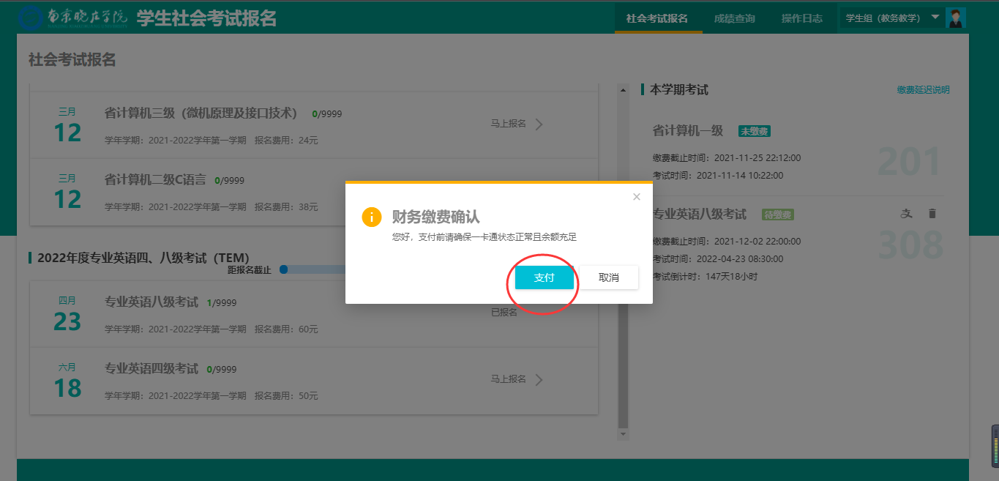 南京晓庄学院 学生社会考试报名
社会考试报名 成绩查询 操作日志 学生组（教务教学）
社会考试报名
三月
12
省计算机三级（微机原理及接口技术） 0/9999
学年学期：2021-2022学年第一学期 报名费用：24元
马上报名
三月
12
省计算机二级C语言 0/9999
学年学期：2021-2022学年第一学期 报名费用：38元
2022年度专业英语四、八级考试（TEM）
距报名截止
四月
23
专业英语八级考试 1/9999
学年学期：2021-2022学年第一学期 报名费用：60元
已报名
六月
18
专业英语四级考试 0/9999
学年学期：2021-2022学年第一学期 报名费用：50元
马上报名
财务缴费确认
您好，支付前请确保一卡通状态正常且余额充足
支付 取消
本学期考试 缴费延迟说明
省计算机一级 未缴费
缴费截止时间：2021-11-25 22:12:00
考试时间：2021-11-14 10:22:00
201
专业英语八级考试 待缴费 支
缴费截止时间：2021-12-02 22:00:00
考试时间：2022-04-23 08:30:00
考试倒计时：147天18小时
308